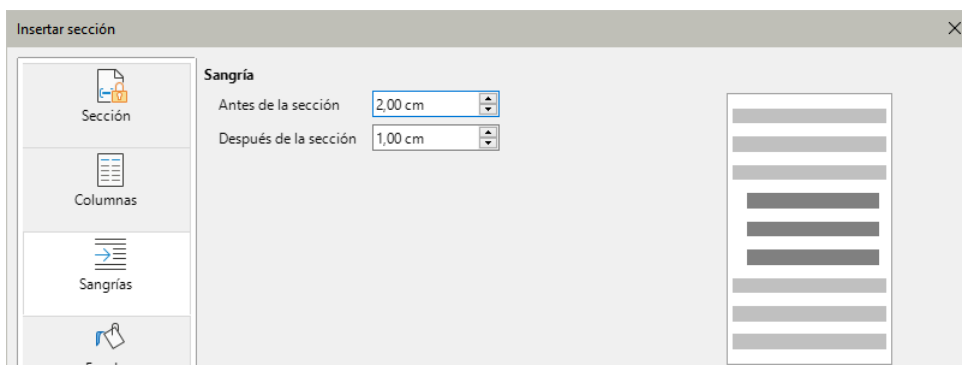 Insertar sección
Sección
Columnas
Sangrías
Sangría
Antes de la sección 2,00 cm
Después de la sección 1,00 cm